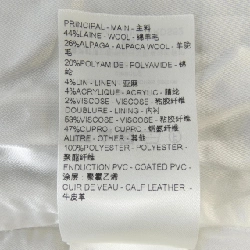 PRINCIPAL - MAIN - 主料
44%LAINE - WOOL - 绵羊毛
26%ALPAGA - ALPACA WOOL - 羊驼
毛
20%POLYAMIDE - POLYAMIDE - 锦
纶
4%LIN - LINEN - 亚麻
4%ACRYLIQUE - ACRYLIC - 腈纶
2%VISCOSE - VISCOSE - 粘胶纤维
DOUBLURE - LINING - 内衬
53%VISCOSE - VISCOSE - 粘胶纤维
47%CUPRO - CUPRO - 铜氨纤维
AUTRE - OTHER - 其他
100%POLYESTER - POLYESTER -
聚酯纤维
ENDUCTION PVC - COATED PVC -
涂层：聚氯乙烯
CUIR DE VEAU - CALF LEATHER -
牛皮革